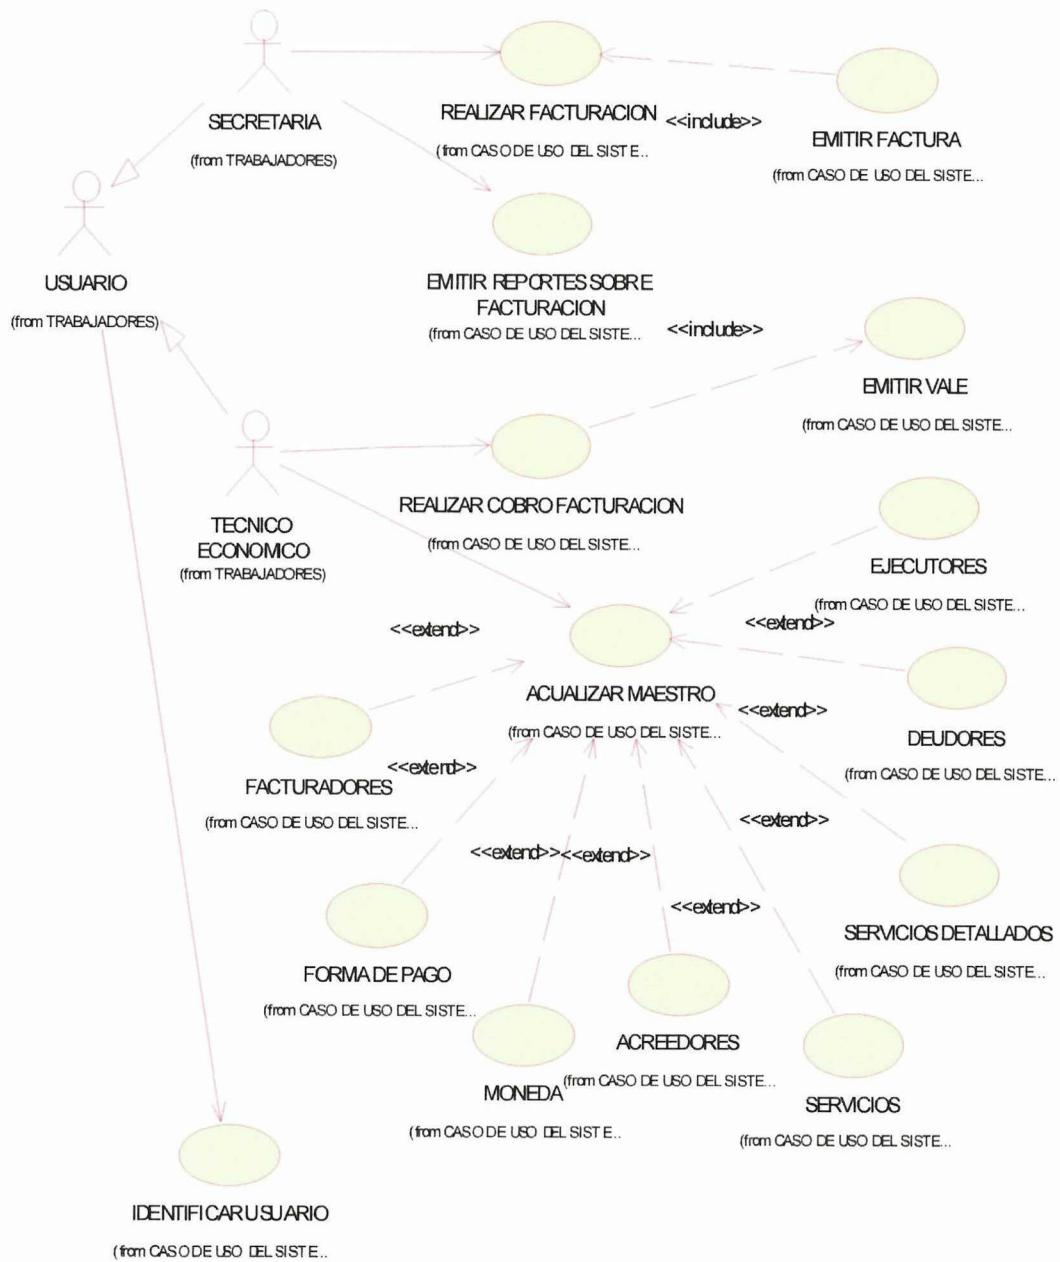 SECRETARIA
(from TRABAJADORES)
REALIZAR FACTURACION
(from CASO DE USO DEL SISTE...
<<include>>
EMITIR FACTURA
(from CASO DE USO DEL SISTE...
USUARIO
(from TRABAJADORES)
EMITIR REPORTES SOBRE
FACTURACION
(from CASO DE USO DEL SISTE...
<<include>>
EMITIR VALE
(from CASO DE USO DEL SISTE...
TECNICO
ECONOMICO
(from TRABAJADORES)
REALIZAR COBRO FACTURACION
(from CASO DE USO DEL SISTE...
EJECUTORES
(from CASO DE USO DEL SISTE...
<<extend>>
<<extend>>
ACUALIZAR MAESTRO
(from CASO DE USO DEL SISTE...
<<extend>>
DEUDORES
(from CASO DE USO DEL SISTE...
FACTURADORES
(from CASO DE USO DEL SISTE...
<<extend>>
<<extend>>
<<extend>>
<<extend>>
<<extend>>
SERVICIOS DETALLADOS
(from CASO DE USO DEL SISTE...
FORMA DE PAGO
(from CASO DE USO DEL SISTE...
ACREEDORES
(from CASO DE USO DEL SISTE...
MONEDA
(from CASO DE USO DEL SISTE...
SERVICIOS
(from CASO DE USO DEL SISTE...
IDENTIFICAR USUARIO
(from CASO DE USO DEL SISTE...